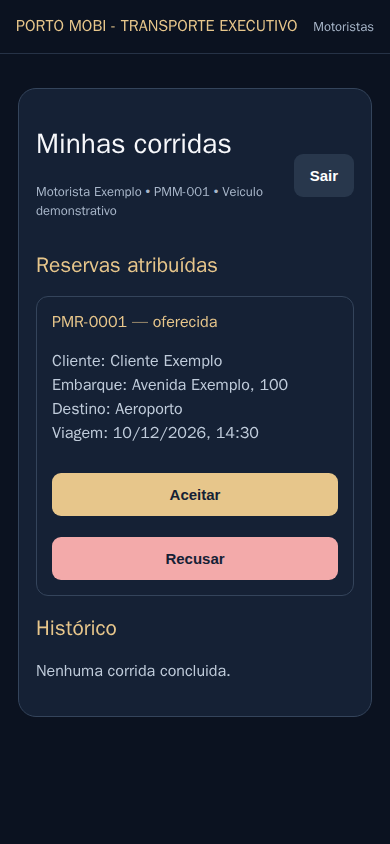 PORTO MOBI - TRANSPORTE EXECUTIVO Motoristas
Minhas corridas
Sair
Motorista Exemplo • PMM-001 • Veiculo
demonstrativo
Reservas atribuídas
PMR-0001 — oferecida
Cliente: Cliente Exemplo
Embarque: Avenida Exemplo, 100
Destino: Aeroporto
Viagem: 10/12/2026, 14:30
Aceitar
Recusar
Histórico
Nenhuma corrida concluida.